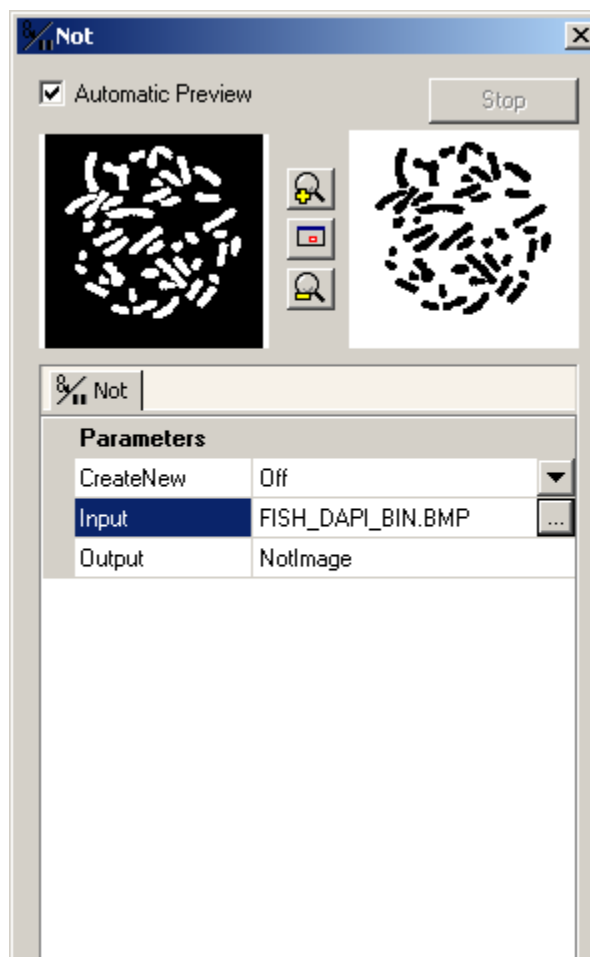 Not
Automatic Preview
Stop
Not
Parameters
CreateNew Off
Input FISH_DAPI_BIN.BMP ...
Output NotImage